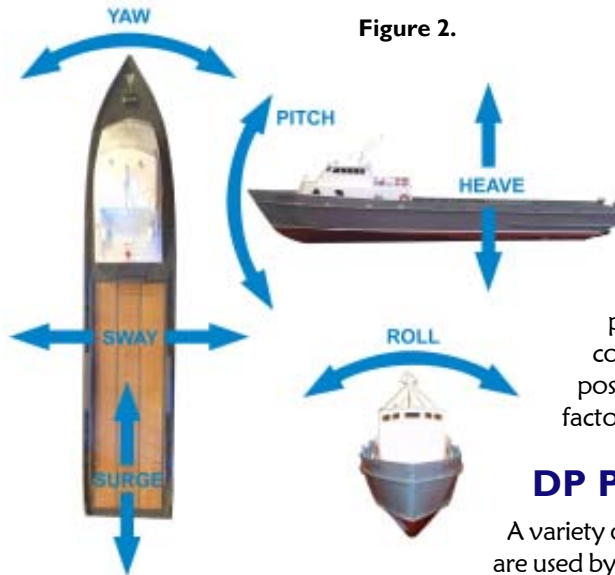 YAW
Figure 2.
PITCH
HEAVE
SWAY
ROLL
SURGE
DP P
A variety
are used by